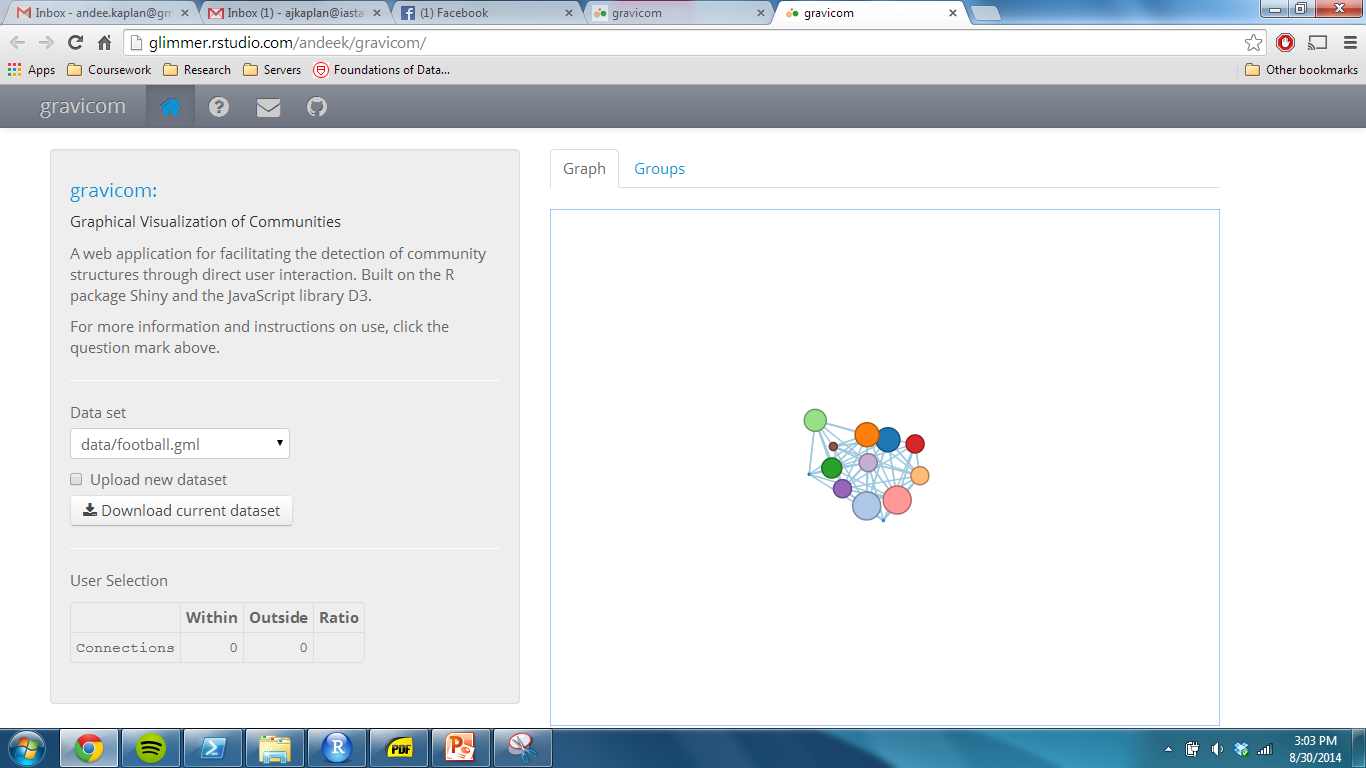 Inbox - andee.kaplan@gm
Inbox (1) - ajkaplan@iasta
(1) Facebook
gravicom
gravicom
glimmer.rstudio.com/andeek/gravicom/
Apps
Coursework
Research
Servers
Foundations of Data...
Other bookmarks
gravicom
Graph
Groups
gravicom:
Graphical Visualization of Communities
A web application for facilitating the detection of community
structures through direct user interaction. Built on the R
package Shiny and the JavaScript library D3.
For more information and instructions on use, click the
question mark above.
Data set
data/football.gml
Upload new dataset
Download current dataset
User Selection
Within Outside Ratio
Connections 0 0
R
PDF
P
3:03 PM
8/30/2014